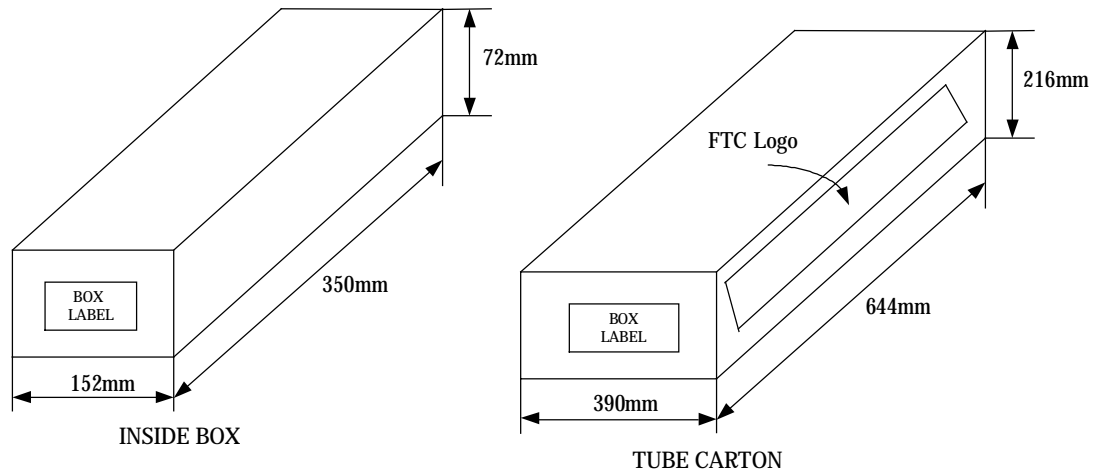 72mm
350mm
BOX
LABEL
152mm
INSIDE BOX
216mm
FTC Logo
644mm
BOX
LABEL
390mm
TUBE CARTON